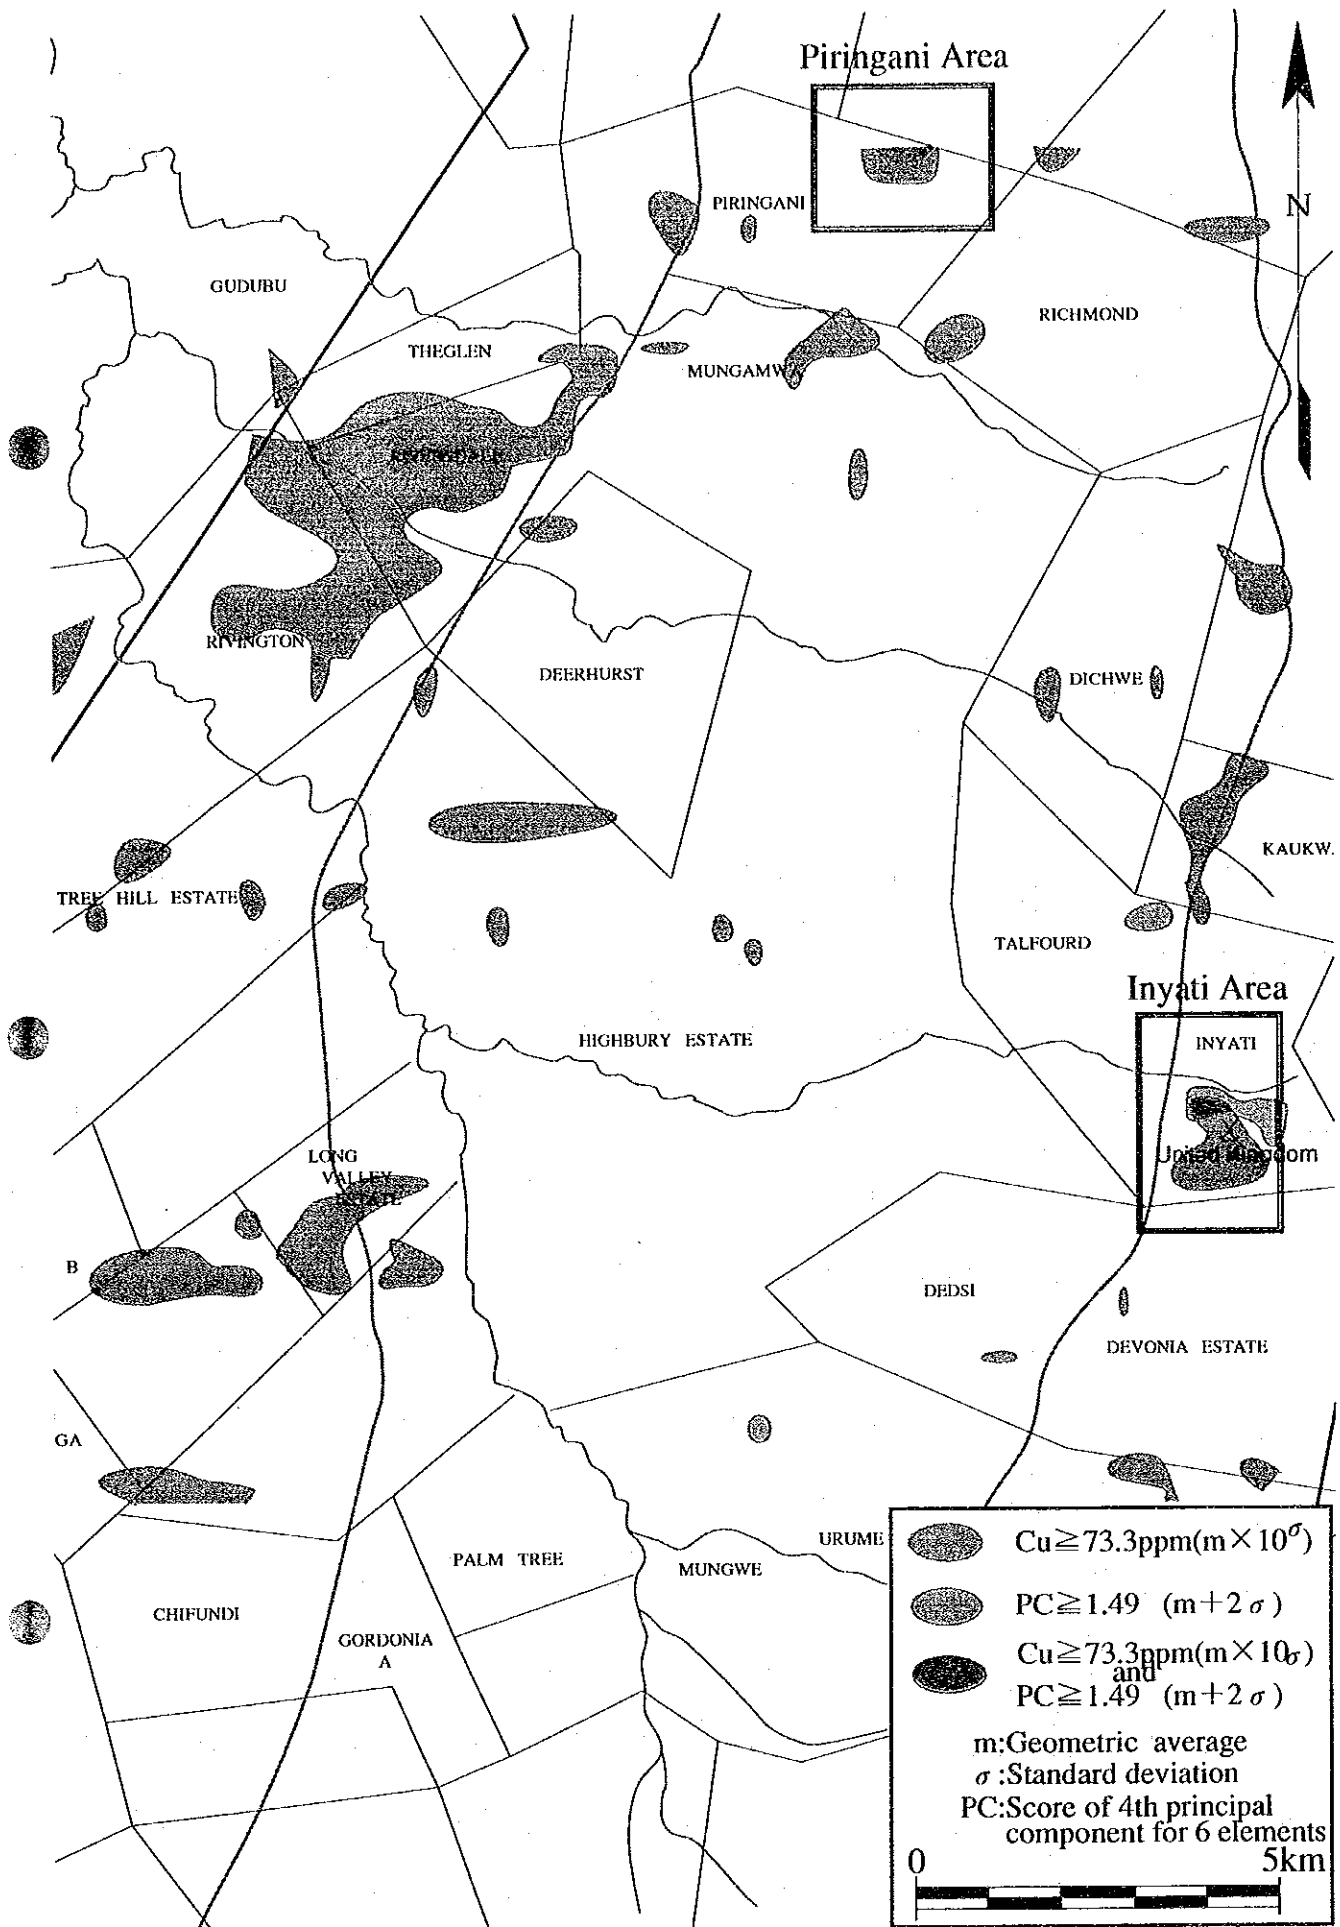 Piringani Area
PIRINGANI
N
GUDUBU
RICHMOND
THEGLEN
MUNGAMWA
RIVINGTON
DEERHURST
DICHWE
KAUKW.
TREE HILL ESTATE
TALFOURD
Inyati Area
HIGHBURY ESTATE
INYATI
United Kingdom
LONG
VALLEY
ESTATE
B
DEDSI
DEVONIA ESTATE
GA
URUME
PALM TREE
MUNGWE
CHIFUNDI
GORDONIA
A
Cu≧73.3ppm(m×10σ)
PC≧1.49 (m+2σ)
Cu≧73.3ppm(m×10σ)
and
PC≧1.49 (m+2σ)
m:Geometric average
σ:Standard deviation
PC:Score of 4th principal
component for 6 elements
0 5km